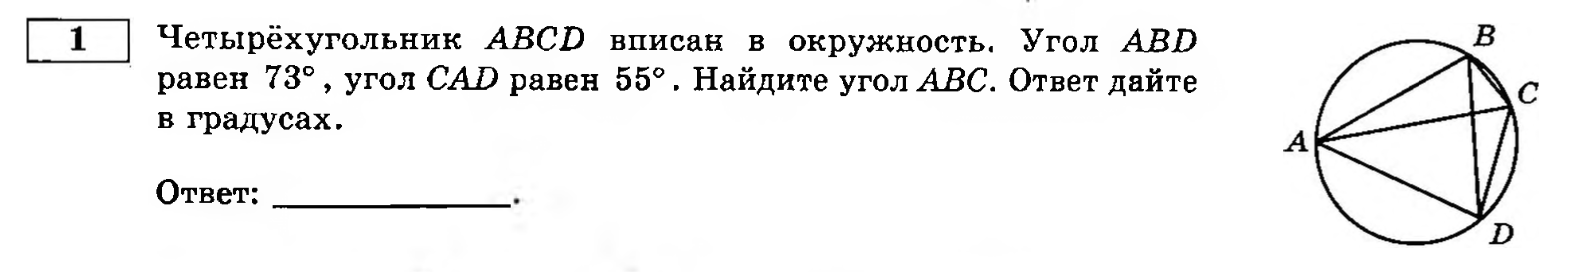 1
Четырёхугольник ABCD вписан в окружность. Угол ABD
равен 73°, угол CAD равен 55°. Найдите угол ABC. Ответ дайте
в градусах.
Ответ: ____________.
B
C
A
D